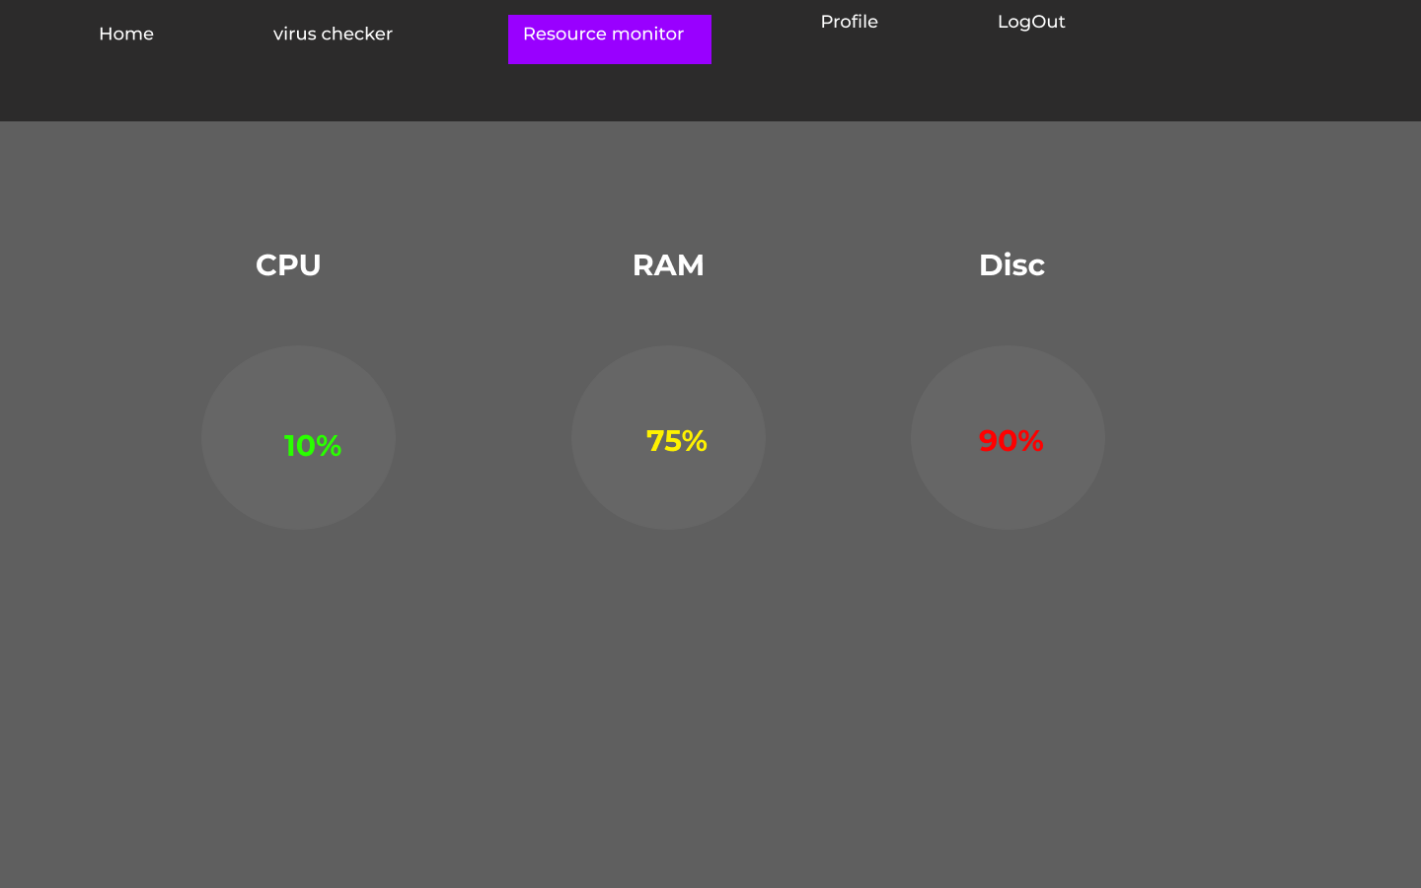 Home
virus checker
Resource monitor
Profile
LogOut
CPU
RAM
Disc
10%
75%
90%